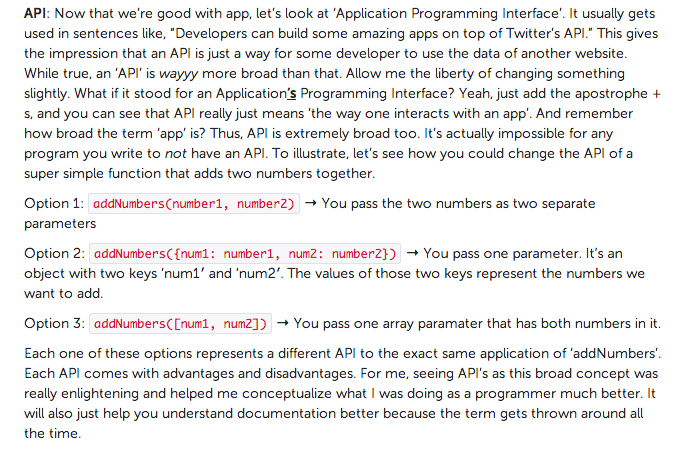 API: Now that we're good with app, let's look at 'Application Programming Interface'. It usually gets
used in sentences like, "Developers can build some amazing apps on top of Twitter's API." This gives
the impression that an API is just a way for some developer to use the data of another website.
While true, an 'API' is wayyy more broad than that. Allow me the liberty of changing something
slightly. What if it stood for an Application's Programming Interface? Yeah, just add the apostrophe +
s, and you can see that API really just means 'the way one interacts with an app'. And remember
how broad the term 'app' is? Thus, API is extremely broad too. It's actually impossible for any
program you write to not have an API. To illustrate, let's see how you could change the API of a
super simple function that adds two numbers together.
Option 1: addNumbers(number1, number2) → You pass the two numbers as two separate
parameters
Option 2: addNumbers({num1: number1, num2: number2}) → You pass one parameter. It's an
object with two keys 'num1′ and 'num2′. The values of those two keys represent the numbers we
want to add.
Option 3: addNumbers([num1, num2]) → You pass one array paramater that has both numbers in it.
Each one of these options represents a different API to the exact same application of 'addNumbers'.
Each API comes with advantages and disadvantages. For me, seeing API's as this broad concept was
really enlightening and helped me conceptualize what I was doing as a programmer much better. It
will also just help you understand documentation better because the term gets thrown around all
the time.